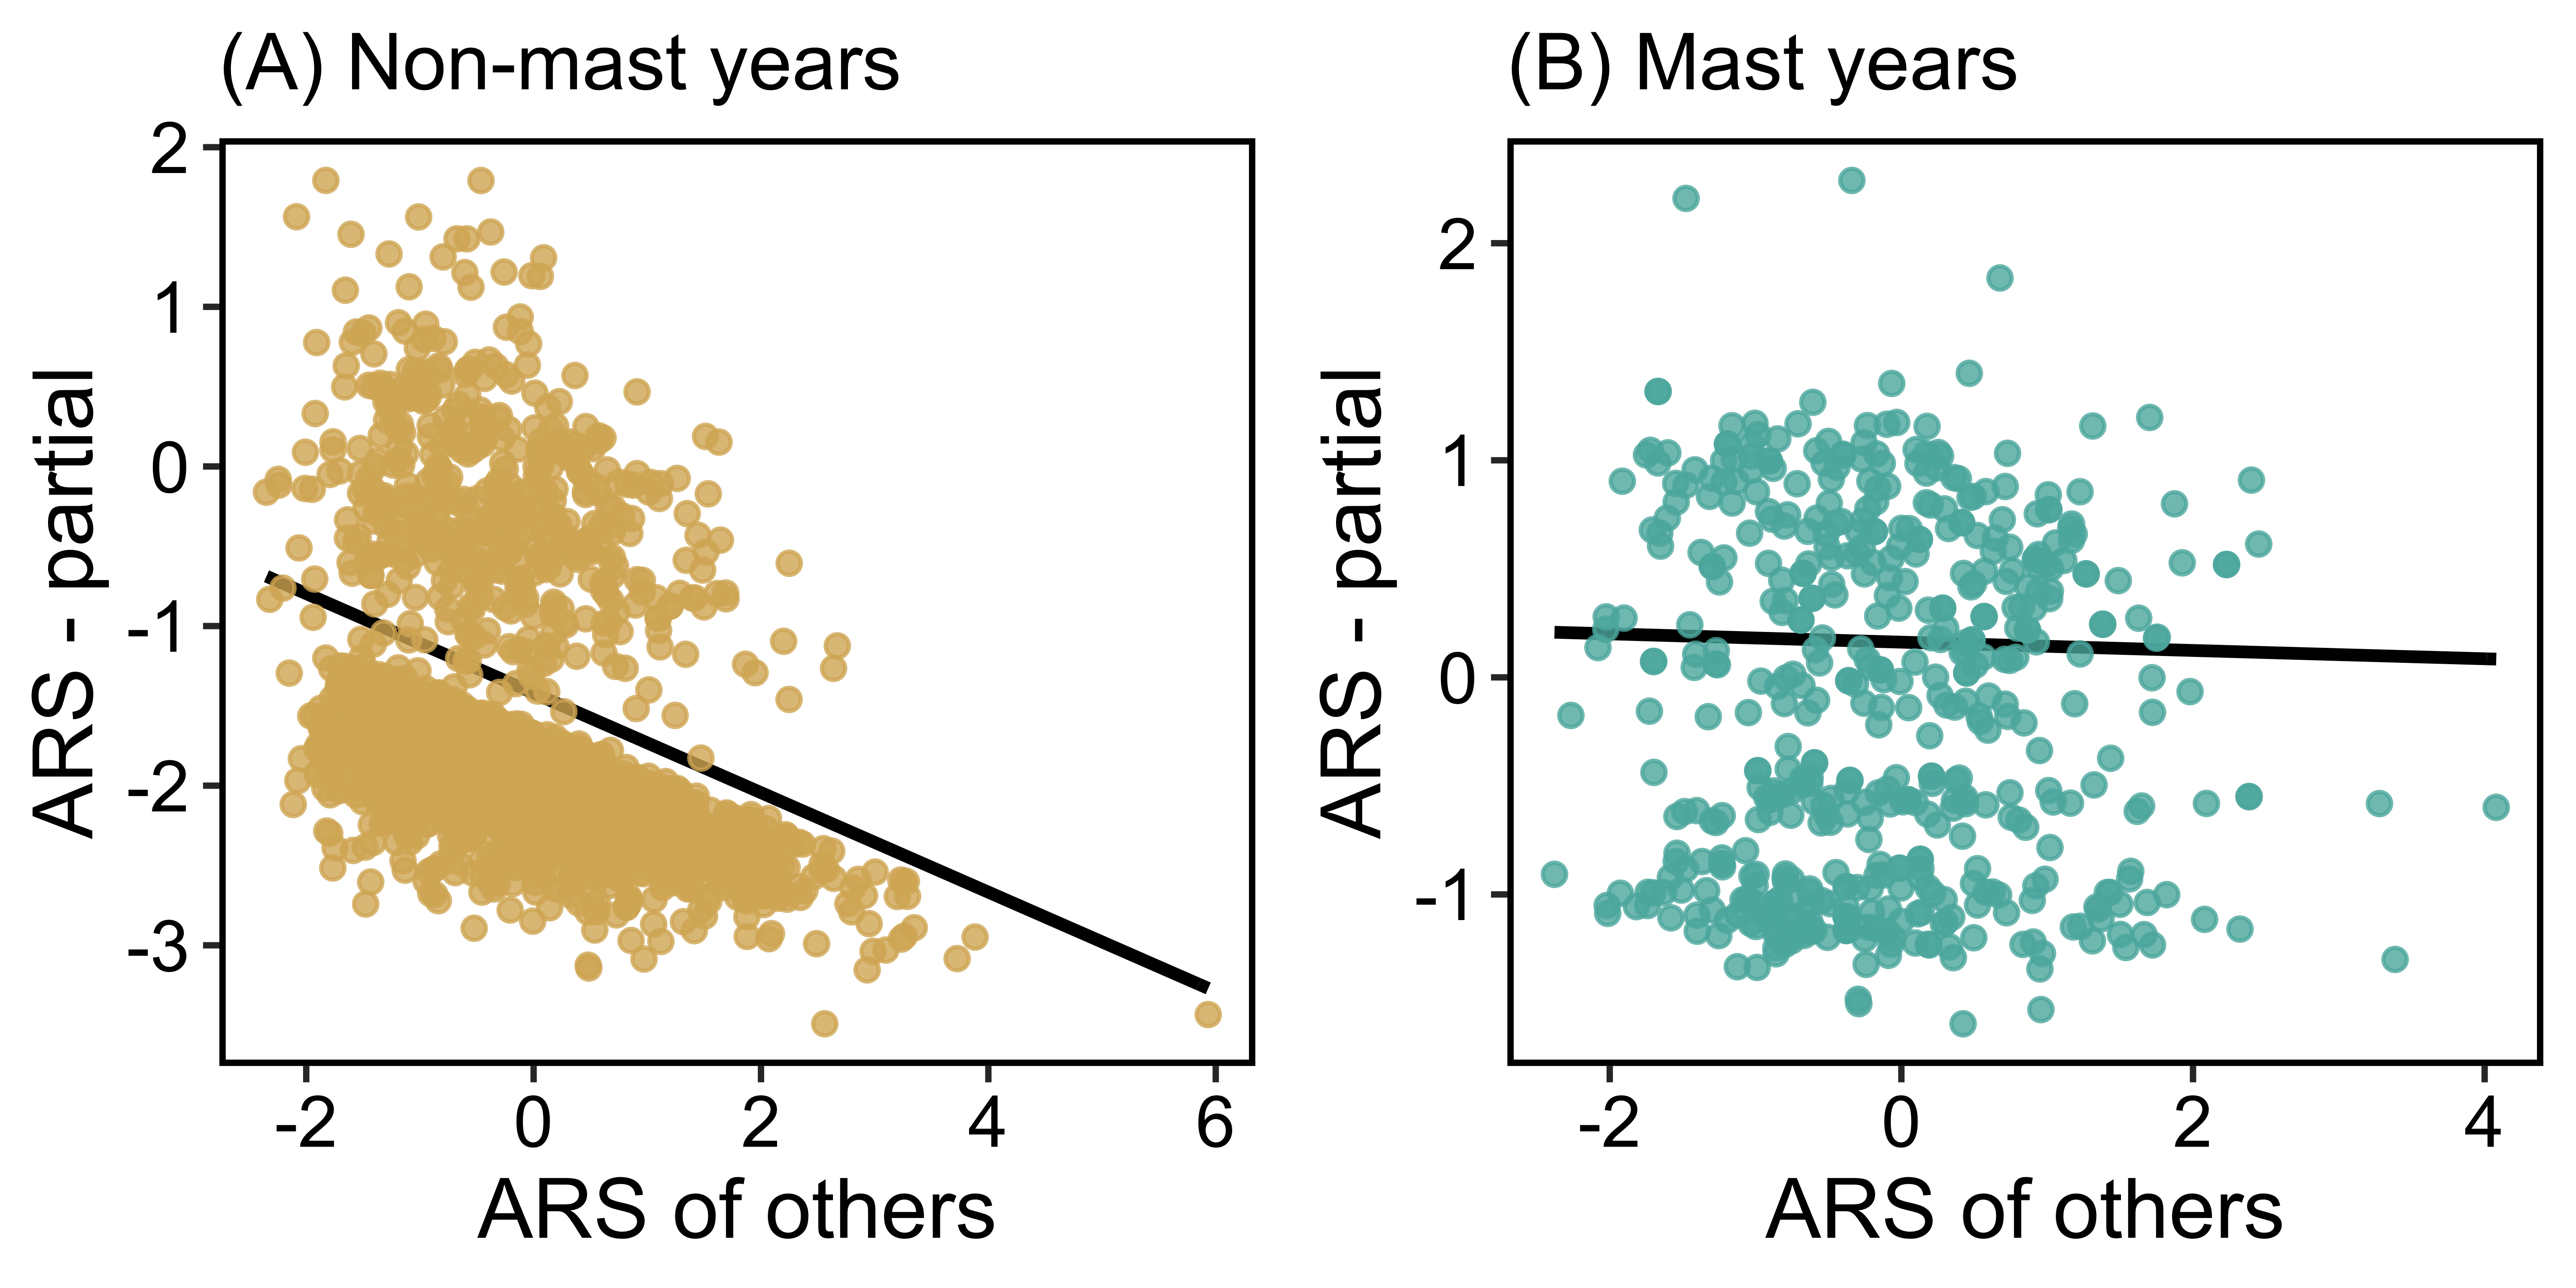 (A) Non-mast years
2
1
0
-1
-2
-3
ARS - partial
-2 0 2 4 6
ARS of others
(B) Mast years
2
1
0
-1
ARS - partial
-2 0 2 4
ARS of others